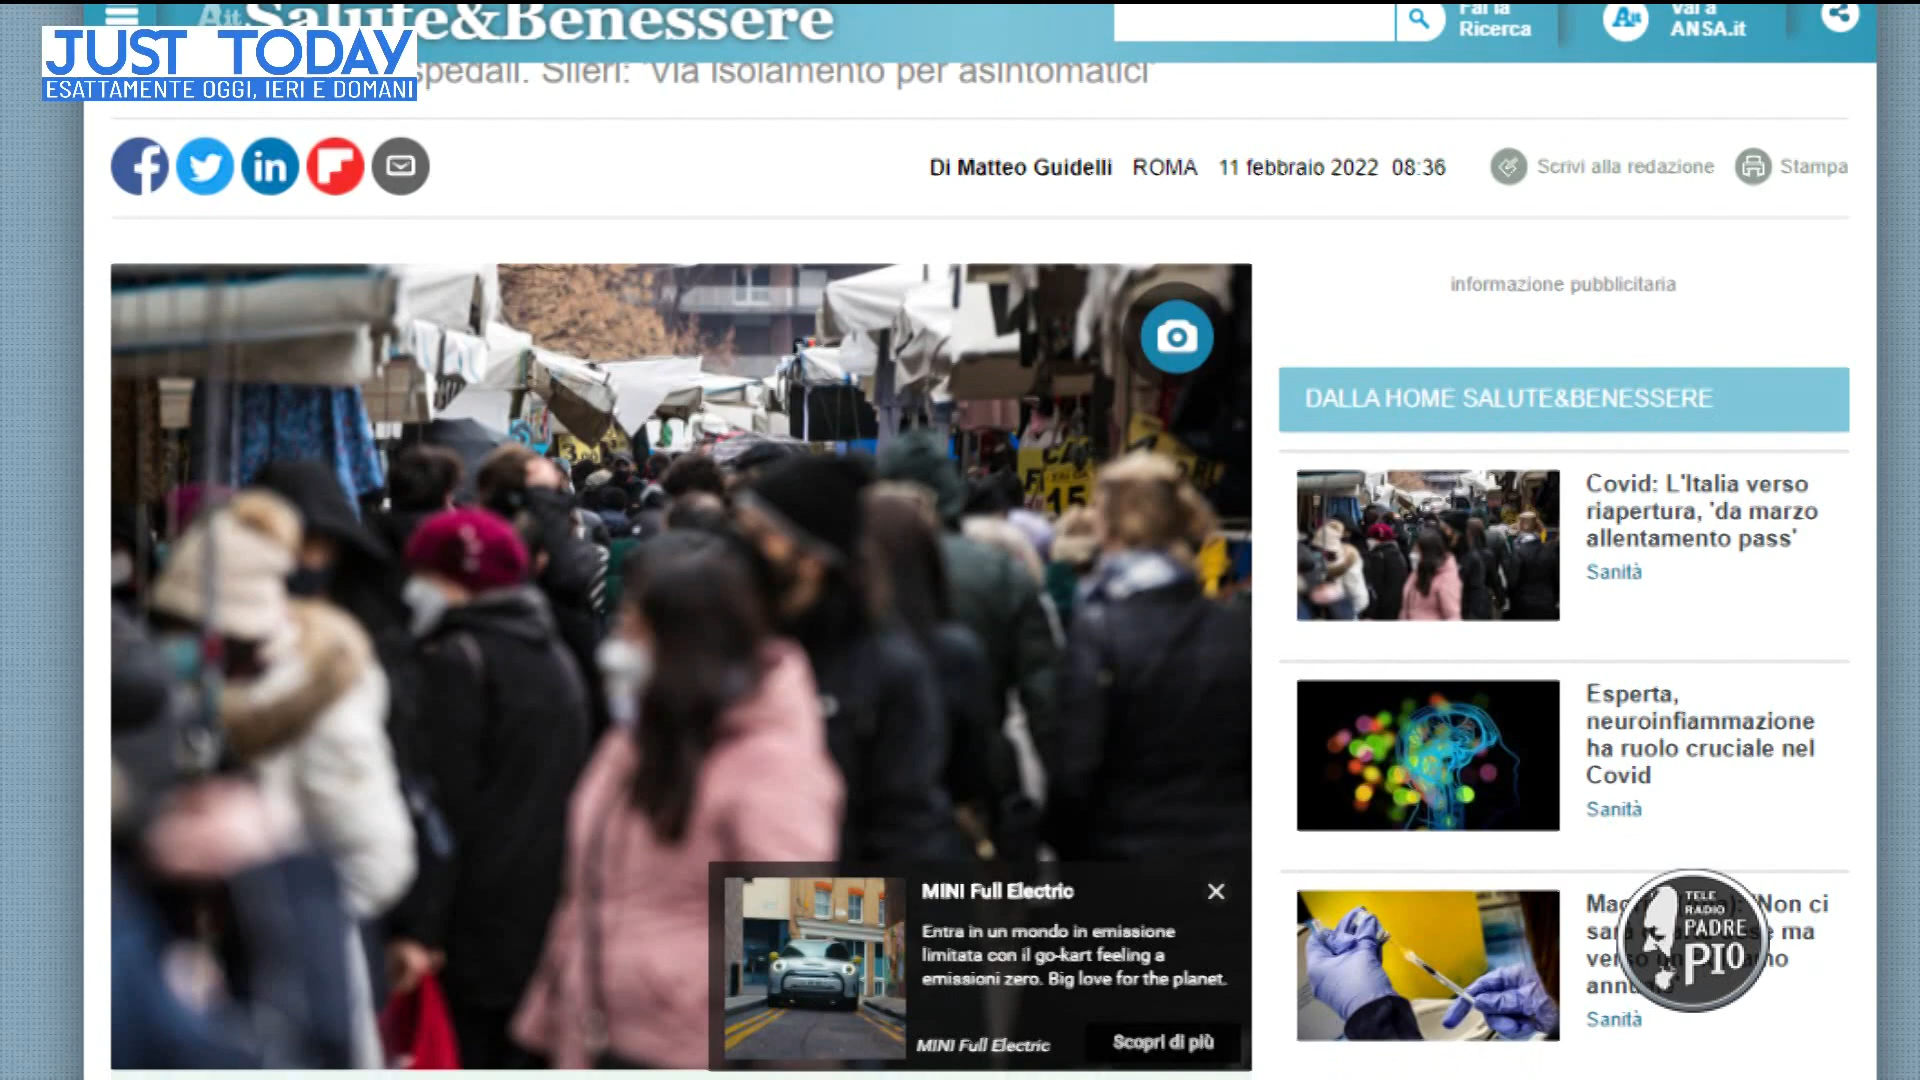 Salute&Benessere
Fai la
Ricerca
Vai a
ANSA.it
JUST TODAY
ESATTAMENTE OGGI, IERI E DOMANI
Sileri: 'Via isolamento per asintomatici'
Di Matteo Guidelli ROMA 11 febbraio 2022 08:36
Scrivi alla redazione
Stampa
informazione pubblicitaria
DALLA HOME SALUTE&BENESSERE
Covid: L'Italia verso
riapertura, 'da marzo
allentamento pass'
Sanità
Esperta,
neuroinfiammazione
ha ruolo cruciale nel
Covid
Sanità
'Non ci
ma
Sanità
TELE
RADIO
PADRE
PIO
15
MINI Full Electric
Entra in un mondo in emissione
limitata con il go-kart feeling a
emissioni zero. Big love for the planet.
MINI Full Electric
Scopri di più